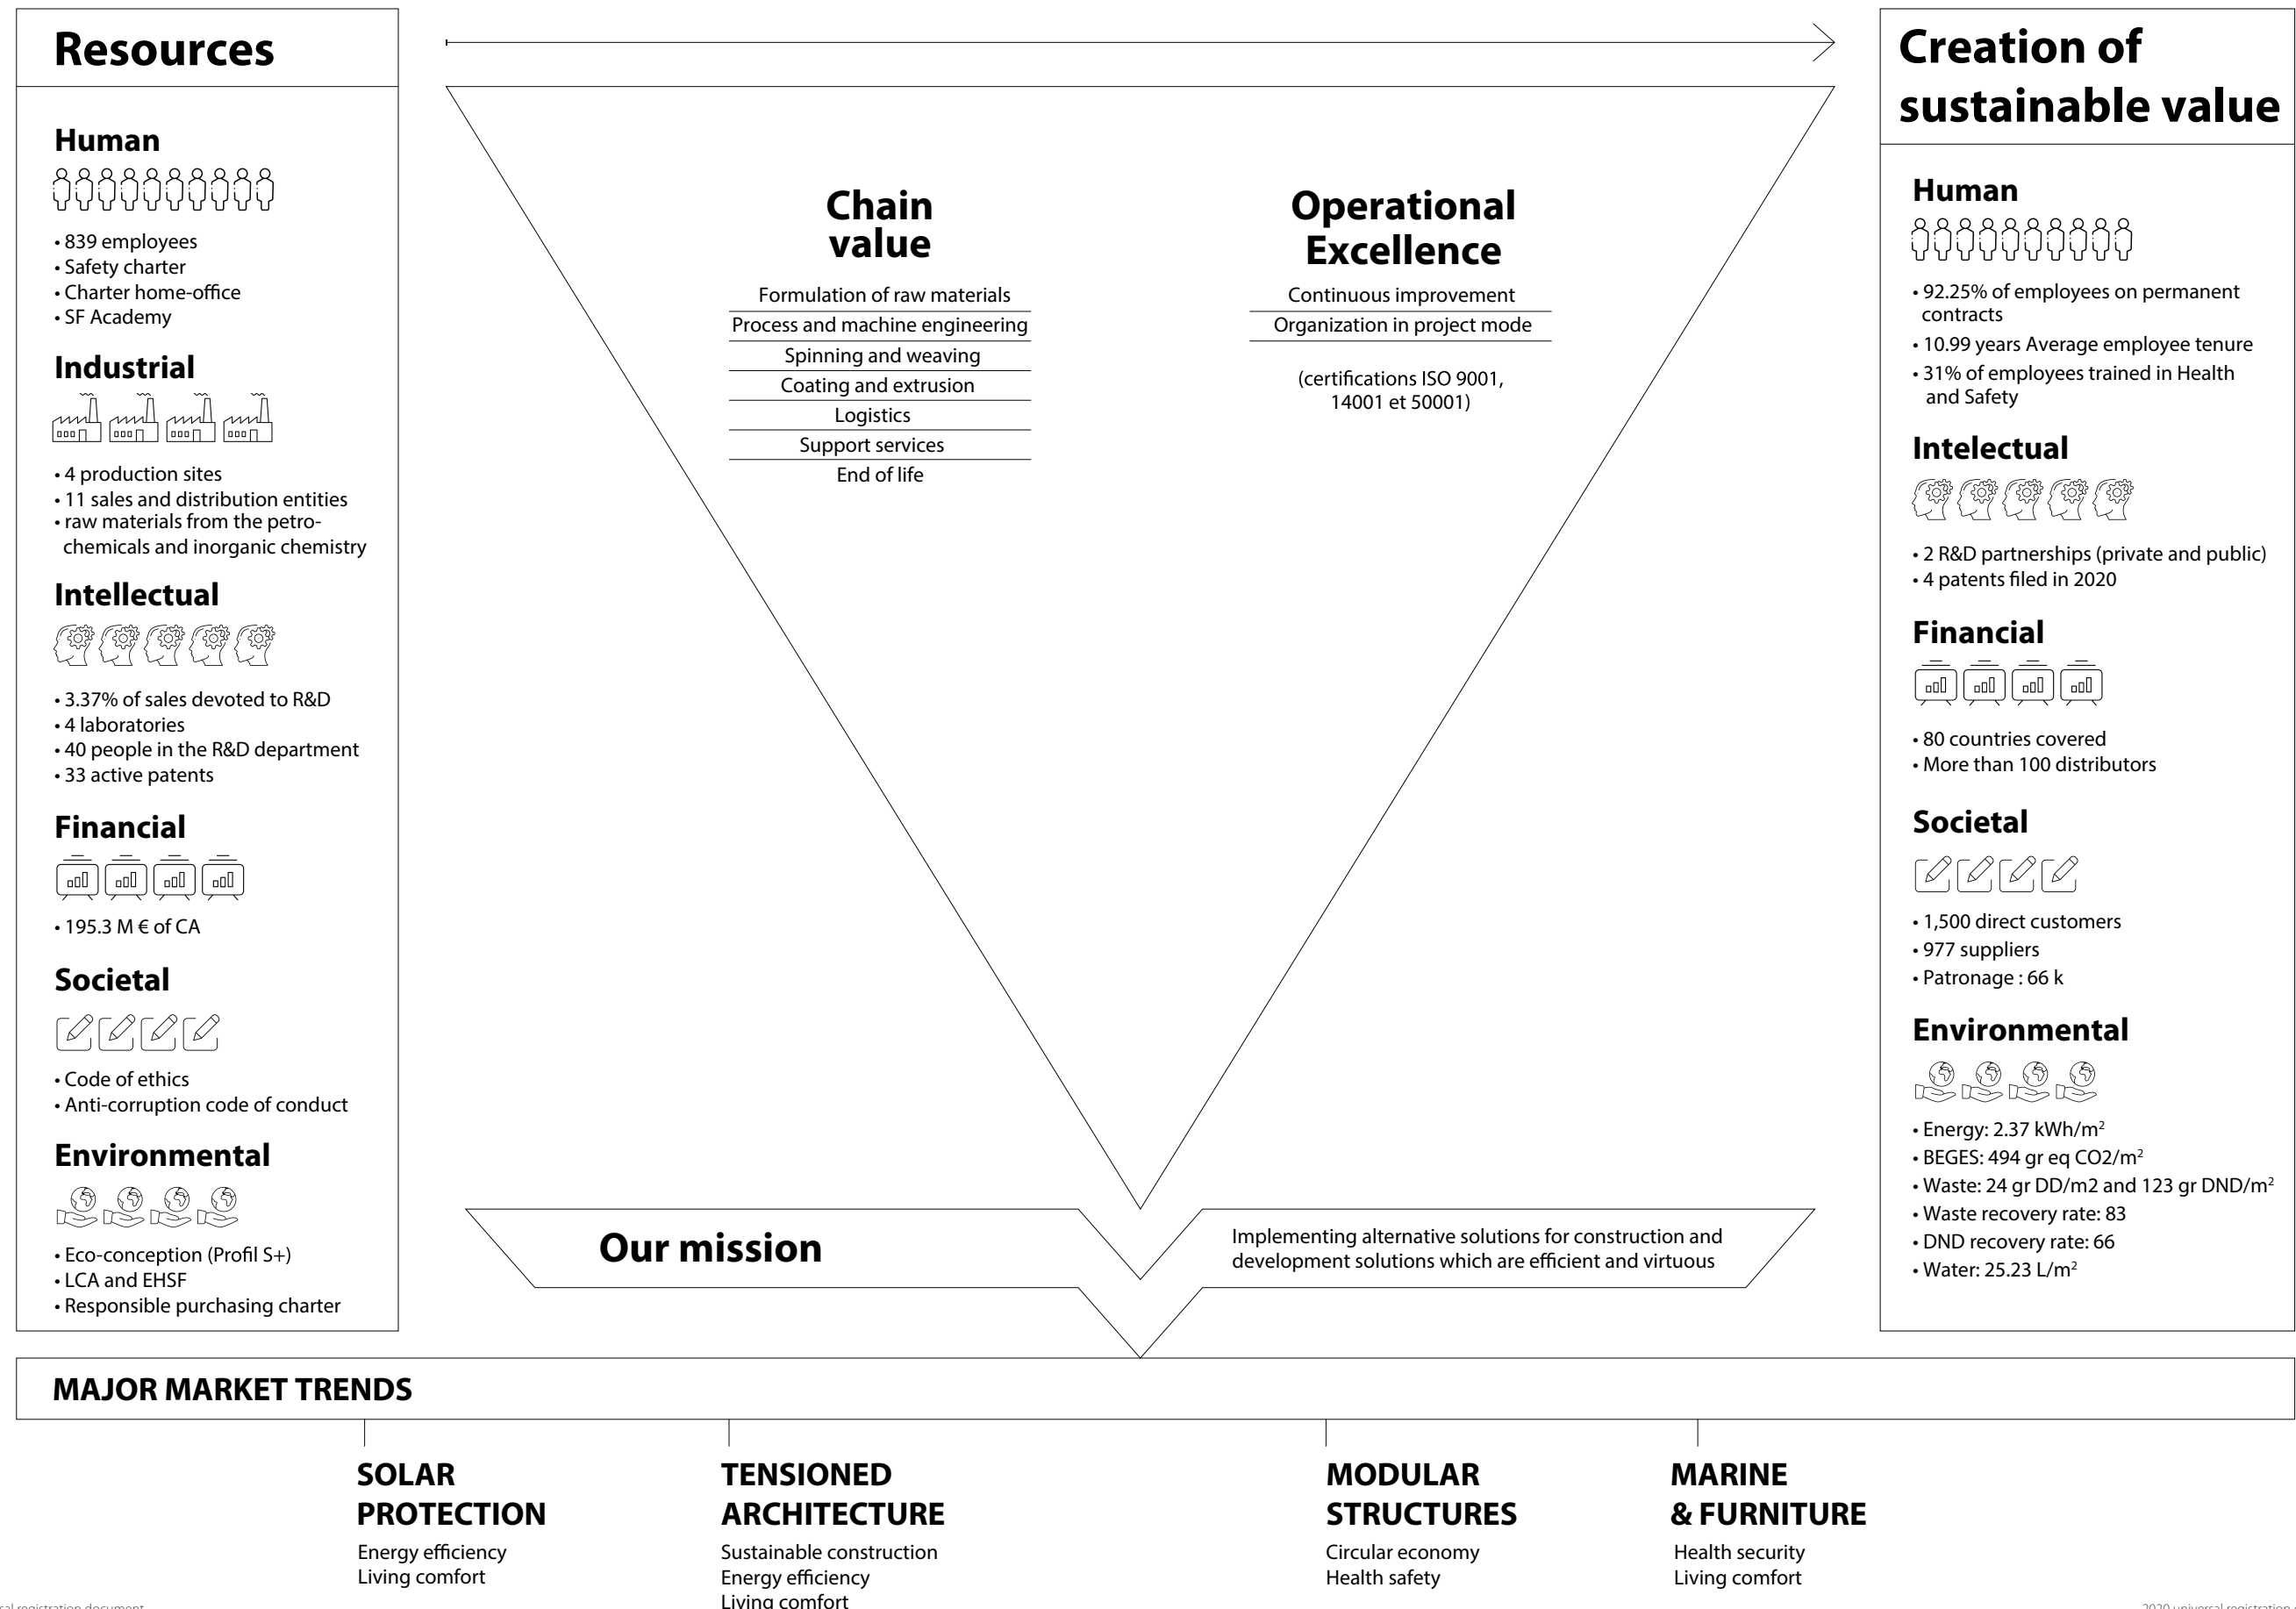 Resources
Human
• 839 employees
• Safety charter
• Charter home-office
• SF Academy
Industrial
• 4 production sites
• 11 sales and distribution entities
• raw materials from the petro-
chemicals and inorganic chemistry
Intellectual
• 3.37% of sales devoted to R&D
• 4 laboratories
• 40 people in the R&D department
• 33 active patents
Financial
• 195.3 M € of CA
Societal
• Code of ethics
• Anti-corruption code of conduct
Environmental
• Eco-conception (Profil S+)
• LCA and EHSF
• Responsible purchasing charter
Chain
value
Formulation of raw materials
Process and machine engineering
Spinning and weaving
Coating and extrusion
Logistics
Support services
End of life
Operational
Excellence
Continuous improvement
Organization in project mode
(certifications ISO 9001,
14001 et 50001)
Our mission
Implementing alternative solutions for construction and
development solutions which are efficient and virtuous
Creation of
sustainable value
Human
• 92.25% of employees on permanent
contracts
• 10.99 years Average employee tenure
• 31% of employees trained in Health
and Safety
Intelectual
• 2 R&D partnerships (private and public)
• 4 patents filed in 2020
Financial
• 80 countries covered
• More than 100 distributors
Societal
• 1,500 direct customers
• 977 suppliers
• Patronage : 66 k
Environmental
• Energy: 2.37 kWh/m²
• BEGES: 494 gr eq CO2/m²
• Waste: 24 gr DD/m2 and 123 gr DND/m²
• Waste recovery rate: 83
• DND recovery rate: 66
• Water: 25.23 L/m²
MAJOR MARKET TRENDS
SOLAR
PROTECTION
Energy efficiency
Living comfort
TENSIONED
ARCHITECTURE
Sustainable construction
Energy efficiency
Living comfort
MODULAR
STRUCTURES
Circular economy
Health safety
MARINE
& FURNITURE
Health security
Living comfort
registration document
2020 universal registration